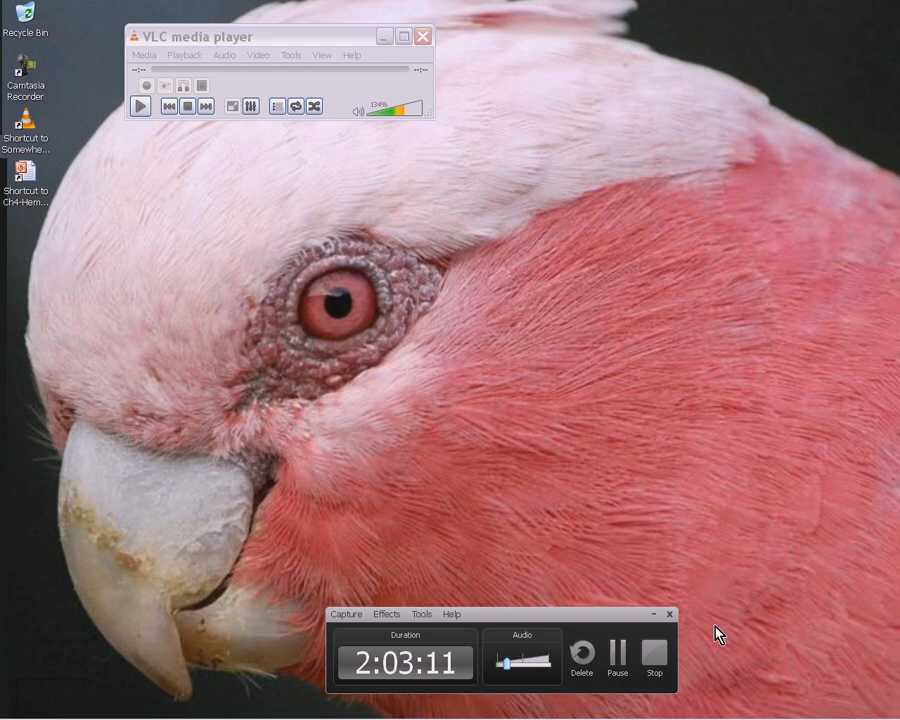 Recycle Bin
Camtasia
Recorder
Shortcut to
Somewhe...
Shortcut to
Ch4-Hem...
VLC media player
Media Playback Audio Video Tools View Help
--:-- --:--
134%
Capture Effects Tools Help
Duration Audio
2:03:11
Delete Pause Stop